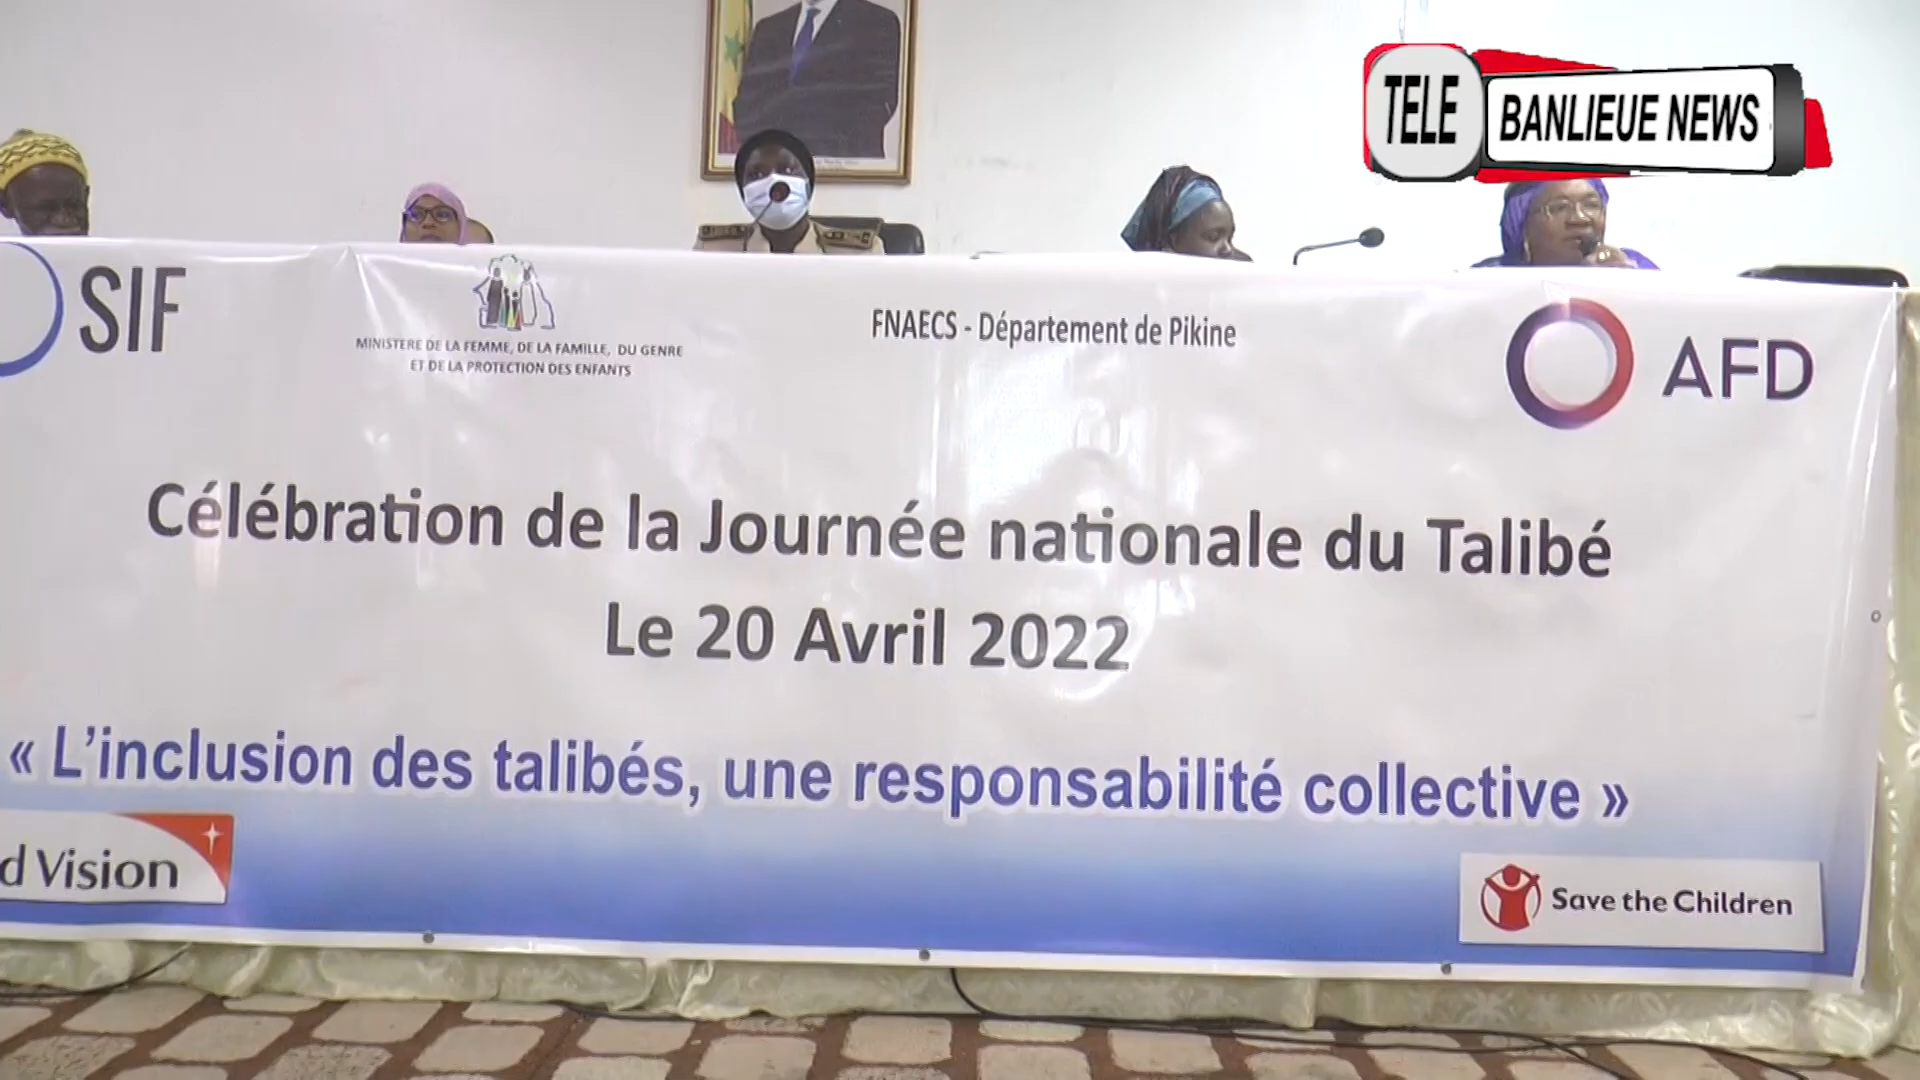 TELE
BANLIEUE NEWS
SIF
MINISTERE DE LA FEMME, DE LA FAMILLE, DU GENRE
ET DE LA PROTECTION DES ENFANTS
FNAECS - Département de Pikine
AFD
Célébration de la Journée nationale du Talibé
Le 20 Avril 2022
« L'inclusion des talibés, une responsabilité collective »
d Vision
Save the Children